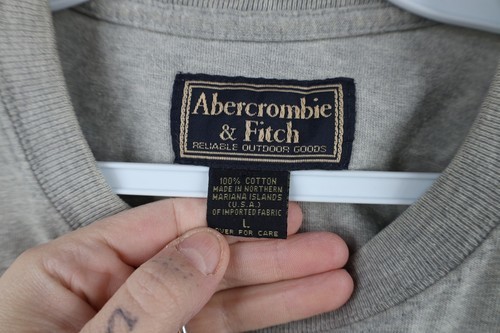 Abercrombie
& Fitch
RELIABLE OUTDOOR GOODS
100% COTTON
MADE IN NORTHERN
MARIANA ISLANDS
(U.S.A.)
OF IMPORTED FABRIC
L
OVER FOR CARE